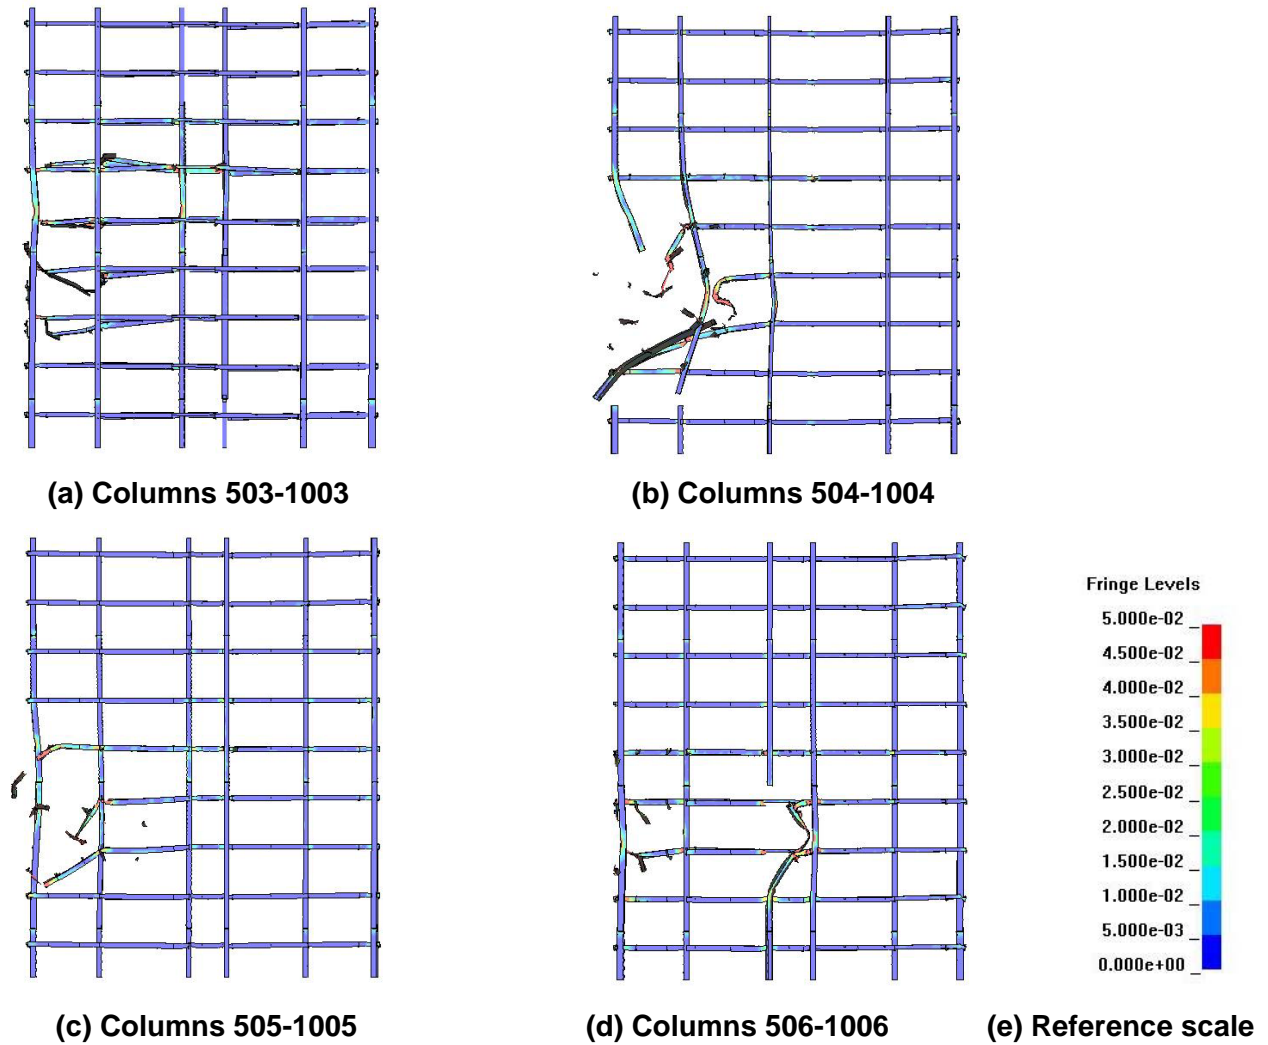 (a) Columns 503-1003
(b) Columns 504-1004
Fringe Levels
5.000e-02
4.500e-02
4.000e-02
3.500e-02
3.000e-02
2.500e-02
2.000e-02
1.500e-02
1.000e-02
5.000e-03
0.000e+00
(c) Columns 505-1005
(d) Columns 506-1006
(e) Reference scale